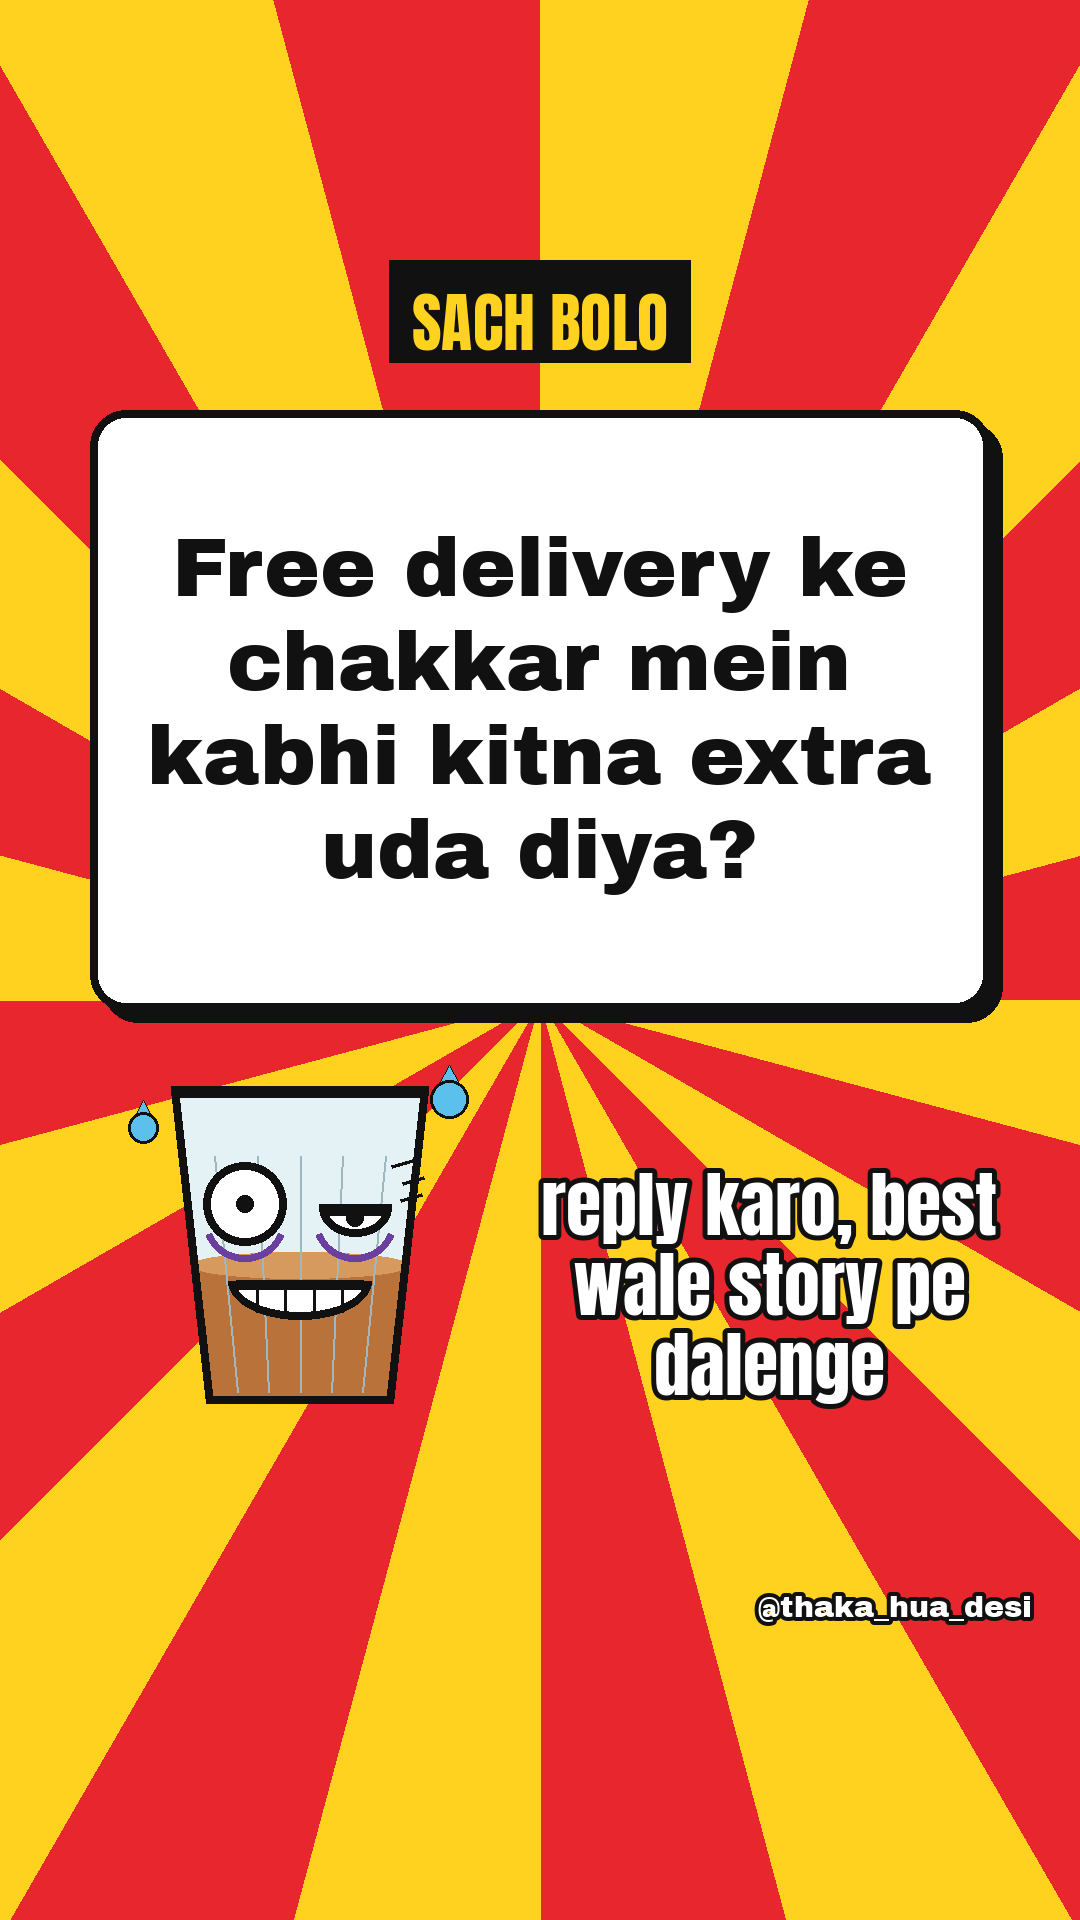 SACH BOLO
Free delivery ke
chakkar mein
kabhi kitna extra
uda diya?
reply karo, best
wale story pe
dalenge
@thaka_hua_desi